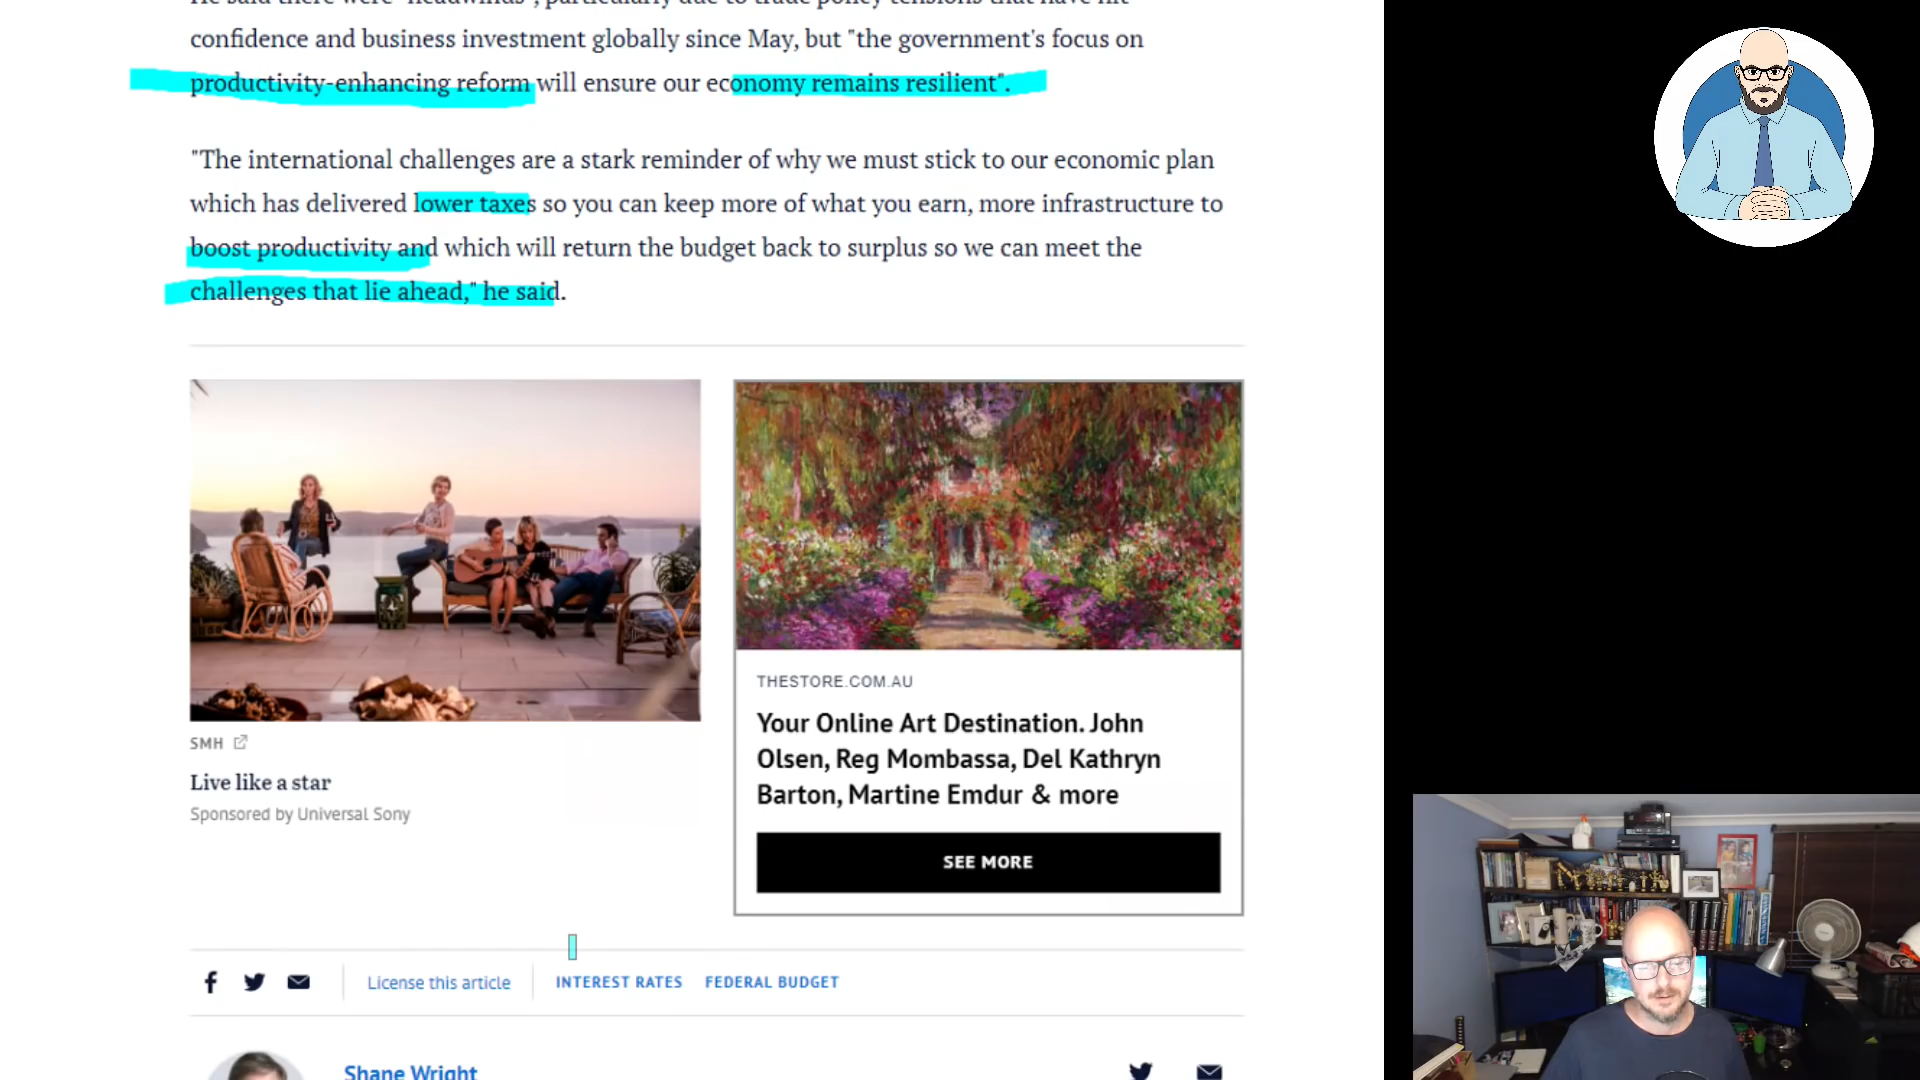 He said there were "headwinds", particularly due to trade policy tensions that have hit
confidence and business investment globally since May, but "the government's focus on
productivity-enhancing reform will ensure our economy remains resilient".
"The international challenges are a stark reminder of why we must stick to our economic plan
which has delivered lower taxes so you can keep more of what you earn, more infrastructure to
boost productivity and which will return the budget back to surplus so we can meet the
challenges that lie ahead," he said.
SMH
Live like a star
Sponsored by Universal Sony
THESTORE.COM.AU
Your Online Art Destination. John
Olsen, Reg Mombassa, Del Kathryn
Barton, Martine Emdur & more
SEE MORE
License this article
INTEREST RATES
FEDERAL BUDGET
Shane Wright